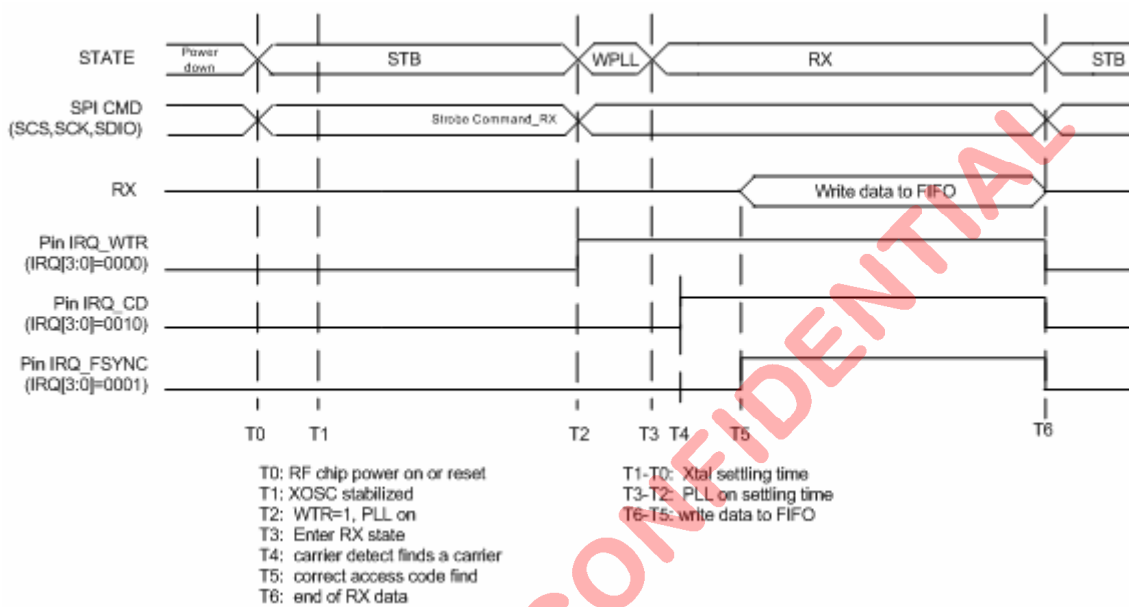 STATE
Power down
STB
WPLL
RX
STB
SPI CMD
(SCS,SCK,SDIO)
Strobe Command_RX
RX
Write data to FIFO
Pin IRQ_WTR
(IRQ[3:0]=0000)
Pin IRQ_CD
(IRQ[3:0]=0010)
Pin IRQ_FSYNC
(IRQ[3:0]=0001)
T0 T1 T2 T3 T4 T5 T6
T0: RF chip power on or reset
T1: XOSC stabilized
T2: WTR=1, PLL on
T3: Enter RX state
T4: carrier detect finds a carrier
T5: correct access code find
T6: end of RX data
T1-T0: Xtal settling time
T3-T2: PLL on settling time
T6-T5: write data to FIFO
CONFIDENTIAL